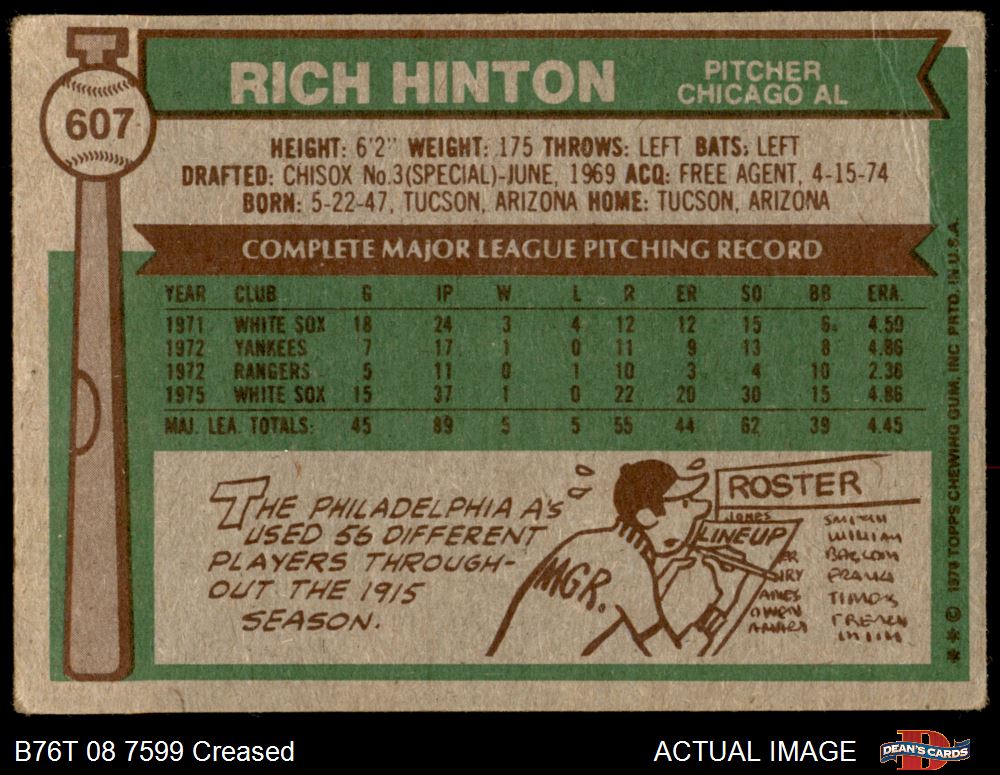 607
RICH HINTON
PITCHER
CHICAGO AL
HEIGHT: 6'2" WEIGHT: 175 THROWS: LEFT BATS: LEFT
DRAFTED: CHISOX No.3(SPECIAL)-JUNE, 1969 ACQ: FREE AGENT, 4-15-74
BORN: 5-22-47, TUCSON, ARIZONA HOME: TUCSON, ARIZONA
COMPLETE MAJOR LEAGUE PITCHING RECORD
YEAR CLUB G IP W L R ER SO BB ERA.
1971 WHITE SOX 18 24 3 4 12 12 15 6 4.50
1972 YANKEES 7 17 1 0 11 9 13 8 4.86
1972 RANGERS 5 11 0 1 10 3 4 10 2.36
1975 WHITE SOX 15 37 1 0 22 20 30 15 4.86
MAJ. LEA. TOTALS: 45 89 5 5 55 44 62 39 4.45
THE PHILADELPHIA A's
USED 56 DIFFERENT
PLAYERS THROUGH-
OUT THE 1915
SEASON.
MGR.
ROSTER
JONES
LINEUP
SMITH
WILLIAM
FRANKS
AMES
OWEN
FRENCH
* * © 1976 TOPPS CHEWING GUM, INC. PRTD. IN U.S.A.
B76T 08 7599 Creased
ACTUAL IMAGE
DEAN'S CARDS